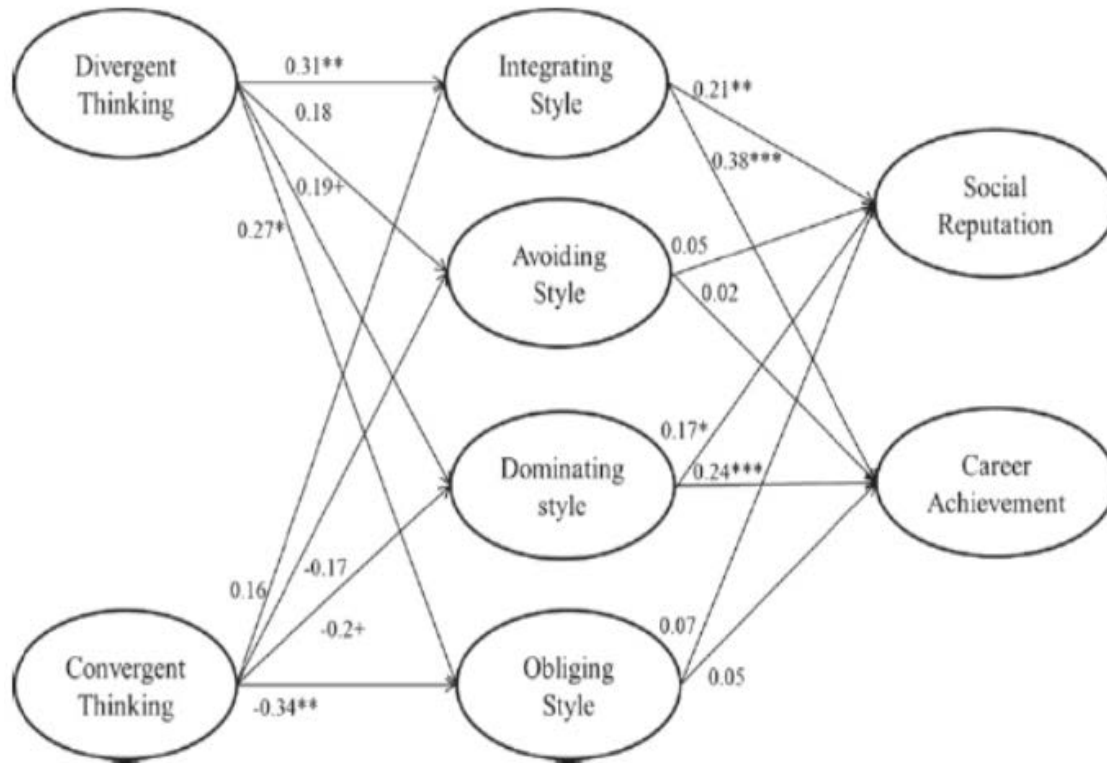 Divergent
Thinking
0.31**
0.18
0.19+
0.27*
Integrating
Style
0.21**
0.38***
Social
Reputation
Avoiding
Style
0.05
0.02
Dominating
style
0.17*
0.24***
Career
Achievement
Convergent
Thinking
0.16
-0.17
-0.2+
-0.34**
Obliging
Style
0.07
0.05